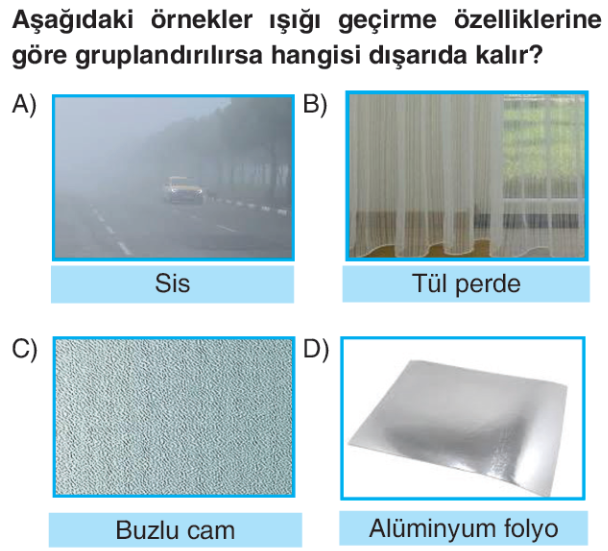 Aşağıdaki örnekler ışığı geçirme özelliklerine
göre gruplandırılırsa hangisi dışarıda kalır?
A)
B)
Sis
Tül perde
C)
D)
Buzlu cam
Alüminyum folyo